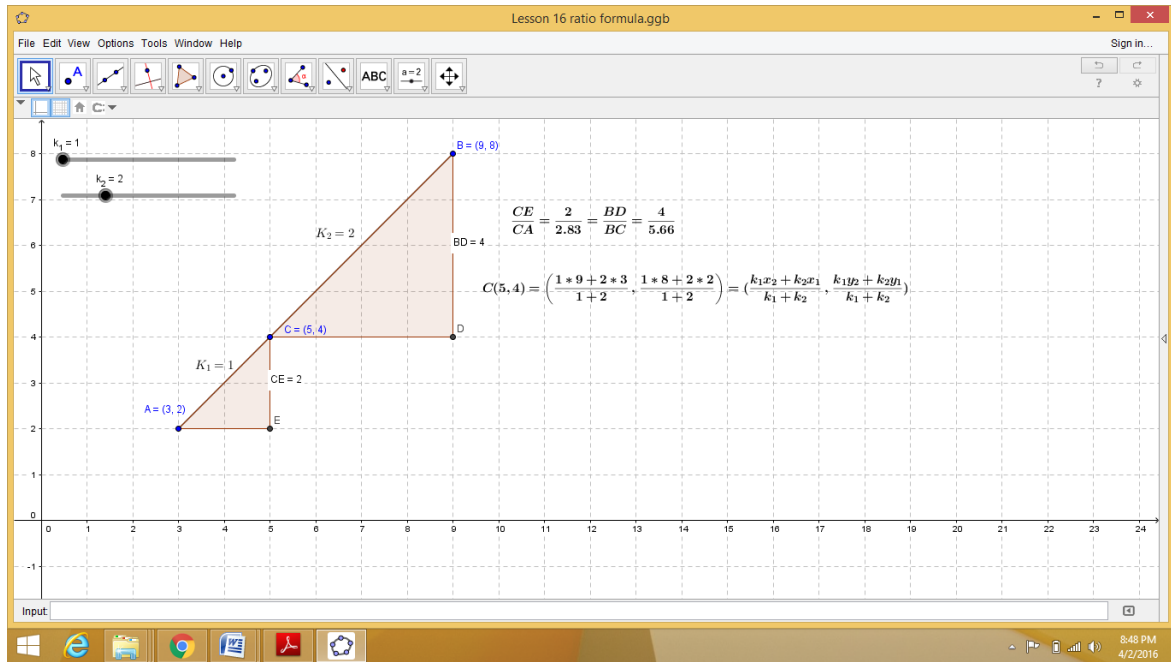 Lesson 16 ratio formula.ggb
File Edit View Options Tools Window Help
Sign in...
A
α
ABC
a=2
?
k₁ = 1
k₂ = 2
B = (9, 8)
K₂ = 2
BD = 4
CE/CA = 2/2.83 = BD/BC = 4/5.66
C(5, 4) = ( (1 * 9 + 2 * 3)/(1 + 2) , (1 * 8 + 2 * 2)/(1 + 2) ) = ( (k₁x₂ + k₂x₁)/(k₁ + k₂) , (k₁y₂ + k₂y₁)/(k₁ + k₂) )
C = (5, 4)
D
K₁ = 1
CE = 2
A = (3, 2)
E
8
7
6
5
4
3
2
1
0
-1
0 1 2 3 4 5 6 7 8 9 10 11 12 13 14 15 16 17 18 19 20 21 22 23 24
Input:
8:48 PM
4/2/2016